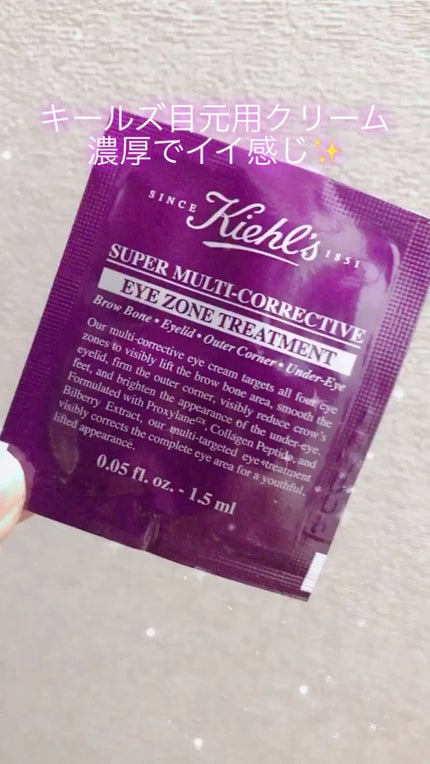 キールズ目元用クリーム
濃厚でイイ感じ✨
SINCE Kiehl's 1851
SUPER MULTI-CORRECTIVE
EYE ZONE TREATMENT
Brow Bone • Eyelid • Outer Corner • Under-Eye
Our multi-corrective eye cream targets all four eye
zones to visibly lift the brow bone area, smooth the
eyelid, firm the outer corner, visibly reduce crow's
feet, and brighten the appearance of the under-eye.
Formulated with Proxylane, Collagen Peptide, and
Bilberry Extract, our multi-targeted eye treatment
visibly corrects the complete eye area for a youthful,
lifted appearance.
0.05 fl. oz. - 1.5 ml